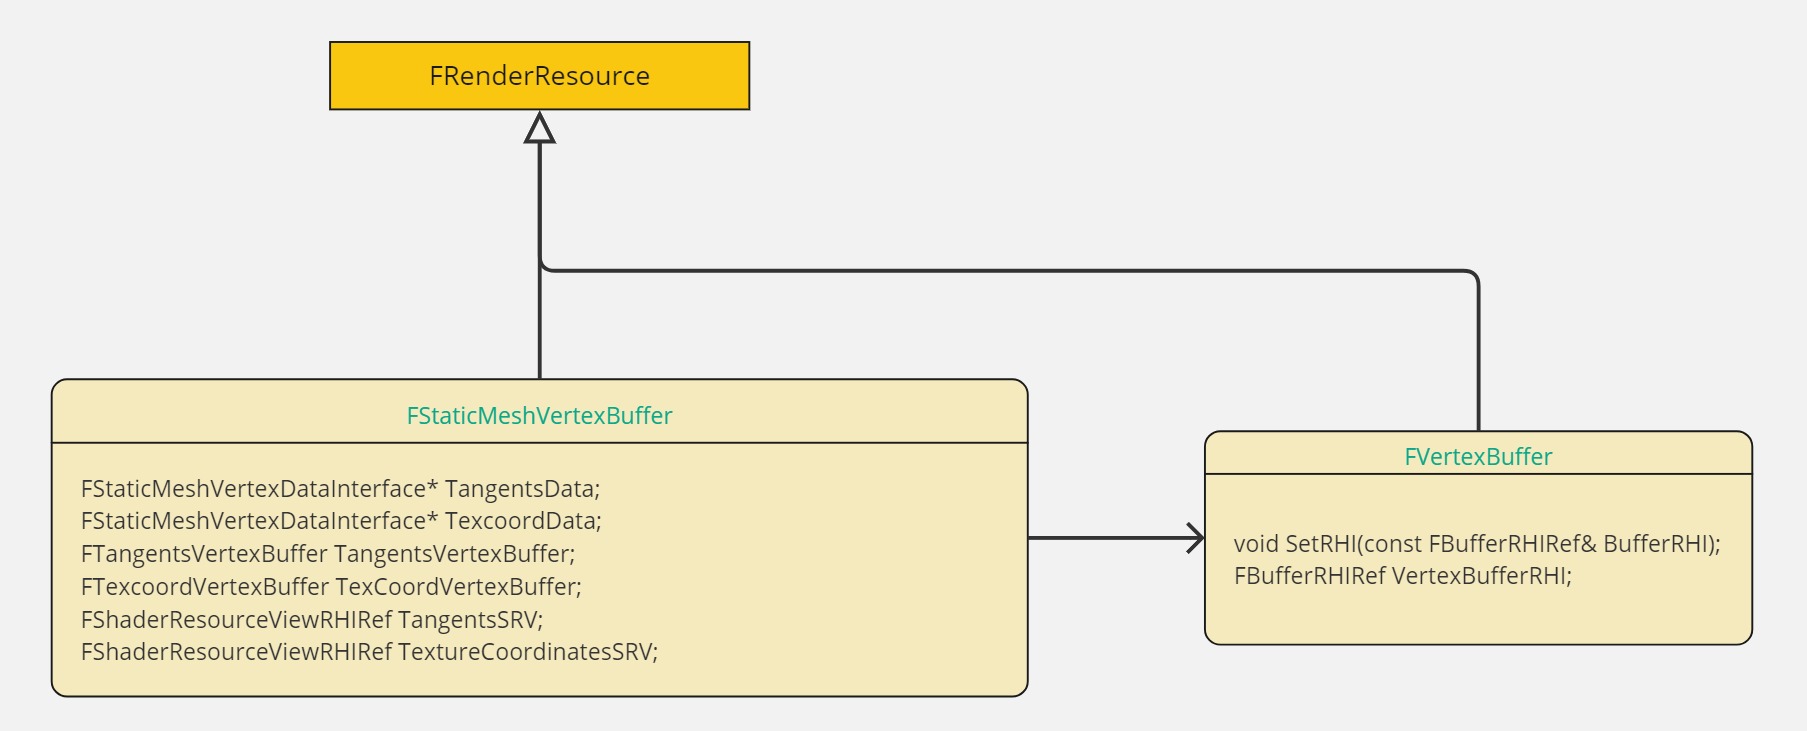 FRenderResource
FStaticMeshVertexBuffer
FStaticMeshVertexDataInterface* TangentsData;
FStaticMeshVertexDataInterface* TexcoordData;
FTangentsVertexBuffer TangentsVertexBuffer;
FTexcoordVertexBuffer TexCoordVertexBuffer;
FShaderResourceViewRHIRef TangentsSRV;
FShaderResourceViewRHIRef TextureCoordinatesSRV;
FVertexBuffer
void SetRHI(const FBufferRHIRef& BufferRHI);
FBufferRHIRef VertexBufferRHI;